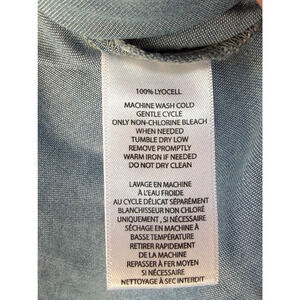 100% LYOCELL
MACHINE WASH COLD
GENTLE CYCLE
ONLY NON-CHLORINE BLEACH
WHEN NEEDED
TUMBLE DRY LOW
REMOVE PROMPTLY
WARM IRON IF NEEDED
DO NOT DRY CLEAN
LAVAGE EN MACHINE
À L'EAU FROIDE
AU CYCLE DÉLICAT SÉPARÉMENT
BLANCHISSEUR NON CHLORÉ
UNIQUEMENT, SI NÉCESSAIRE
SÉCHAGE EN MACHINE À
BASSE TEMPÉRATURE
RETIRER RAPIDEMENT
DE LA MACHINE
REPASSER À FER MOYEN
SI NÉCESSAIRE
NETTOYAGE À SEC INTERDIT